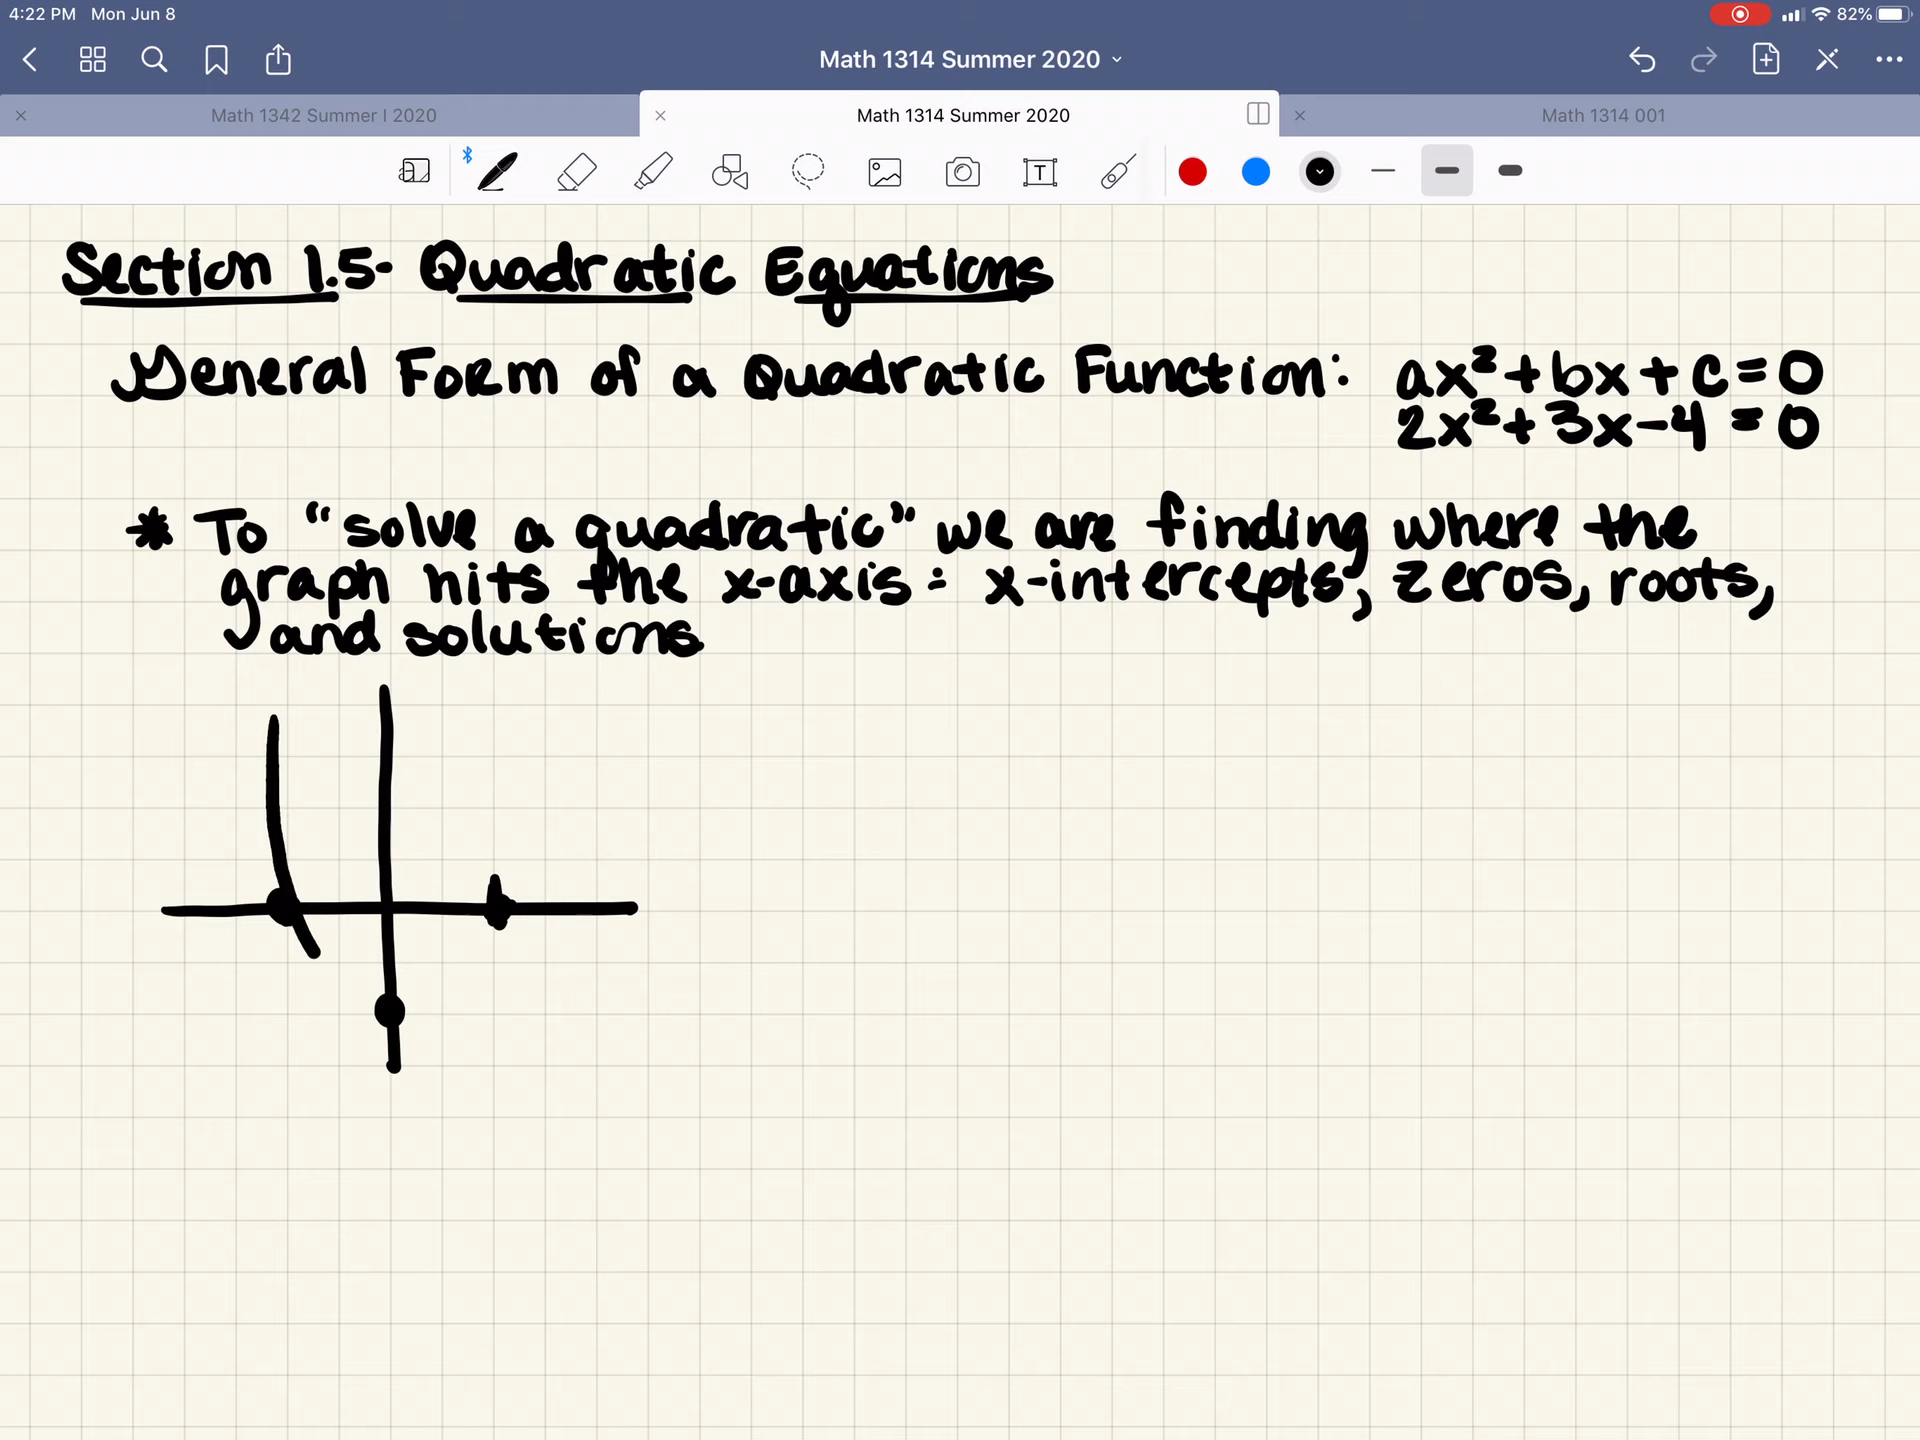 4:22 PM Mon Jun 8
82%
Math 1314 Summer 2020
Math 1342 Summer I 2020
Math 1314 Summer 2020
Math 1314 001
Section 1.5- Quadratic Equations
General Form of a Quadratic Function: ax²+bx+c=0
2x²+3x-4=0
* To "solve a quadratic" we are finding where the
graph hits the x-axis = x-intercepts, zeros, roots,
and solutions